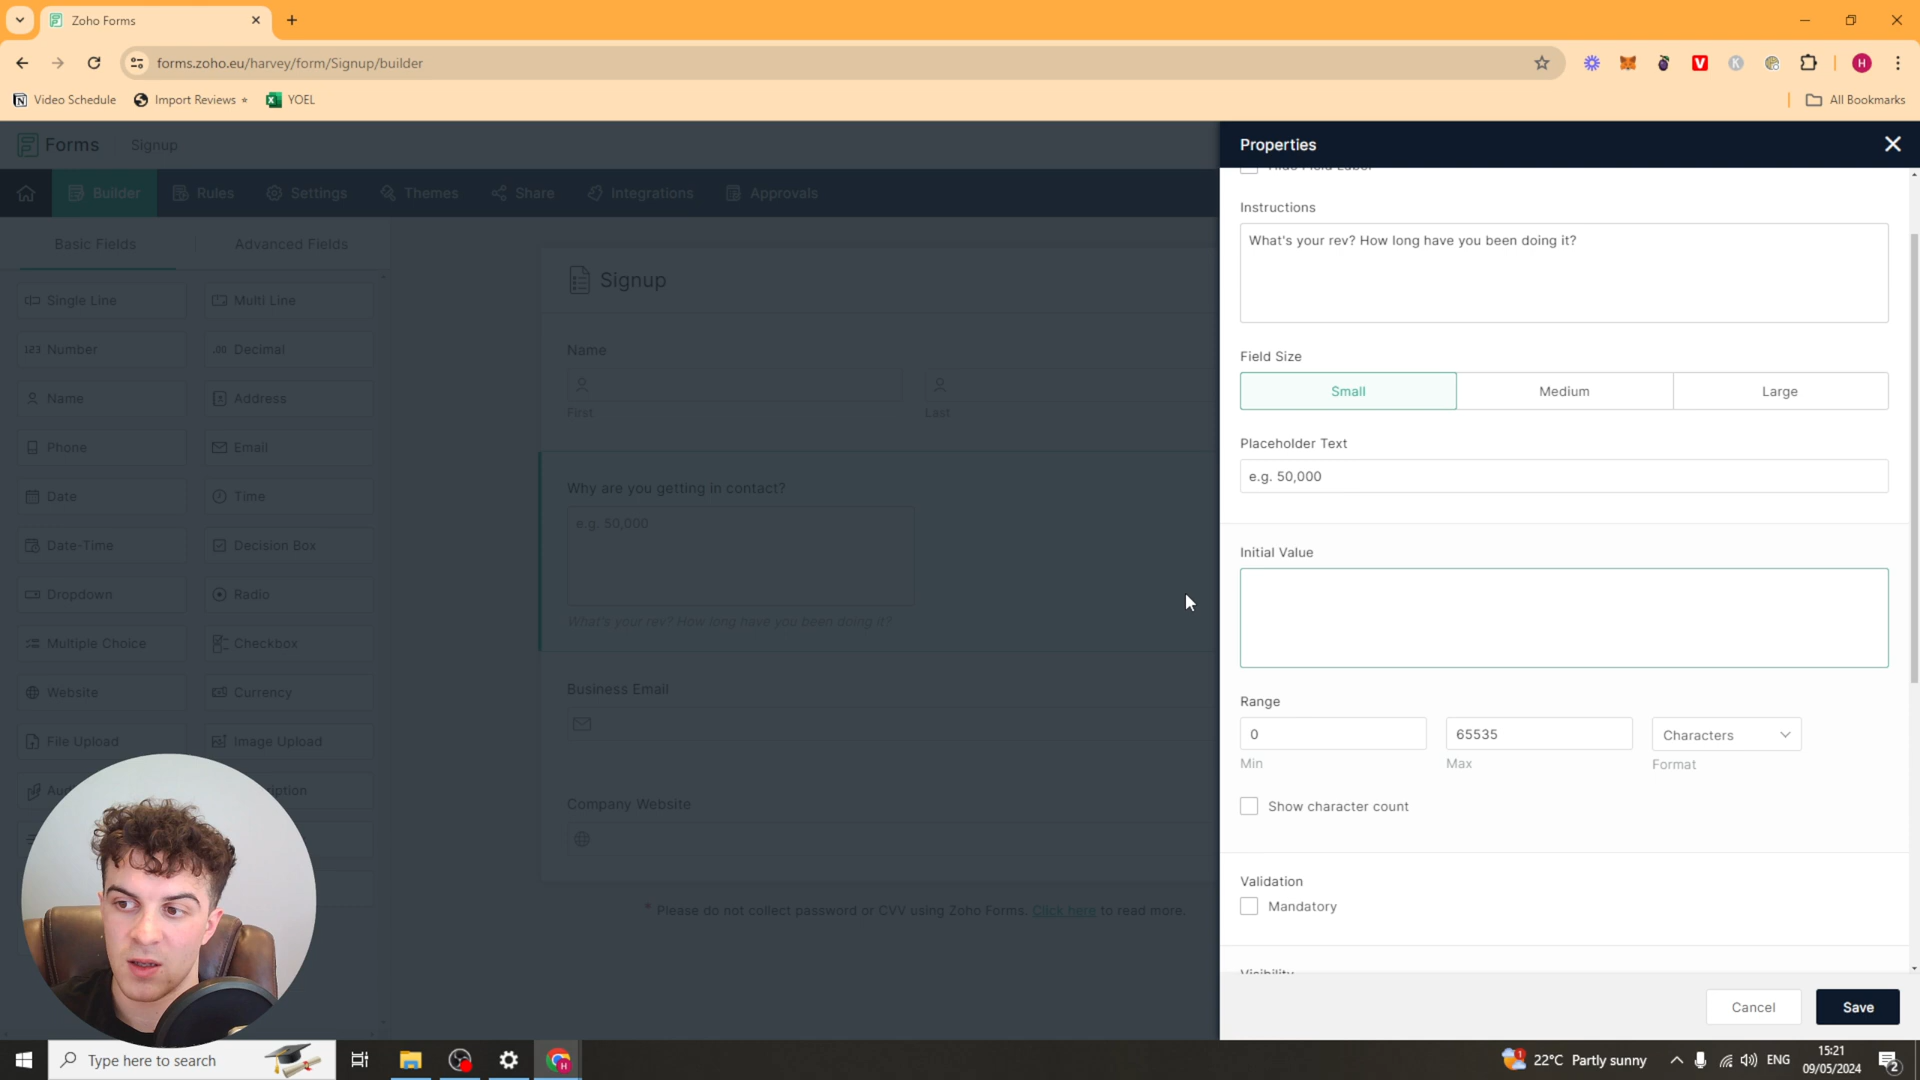 Zoho Forms
forms.zoho.eu/harvey/form/Signup/builder
H
Video Schedule
Import Reviews
YOEL
All Bookmarks
Forms
Signup
Properties
Builder
Rules
Settings
Themes
Share
Integrations
Approvals
Hide Field Label
Basic Fields
Advanced Fields
Single Line
Multi Line
Number
Decimal
Name
Address
Phone
Email
Date
Time
Date-Time
Decision Box
Dropdown
Radio
Multiple Choice
Checkbox
Website
Currency
File Upload
Image Upload
Signup
Name
First
Last
Why are you getting in contact?
e.g. 50,000
What's your rev? How long have you been doing it?
Business Email
Company Website
* Please do not collect password or CVV using Zoho Forms. Click here to read more.
Instructions
What's your rev? How long have you been doing it?
Field Size
Small
Medium
Large
Placeholder Text
e.g. 50,000
Initial Value
Range
0
65535
Characters
Min
Max
Format
Show character count
Validation
Mandatory
Visibility
Cancel
Save
Type here to search
22°C Partly sunny
ENG
15:21
09/05/2024
2